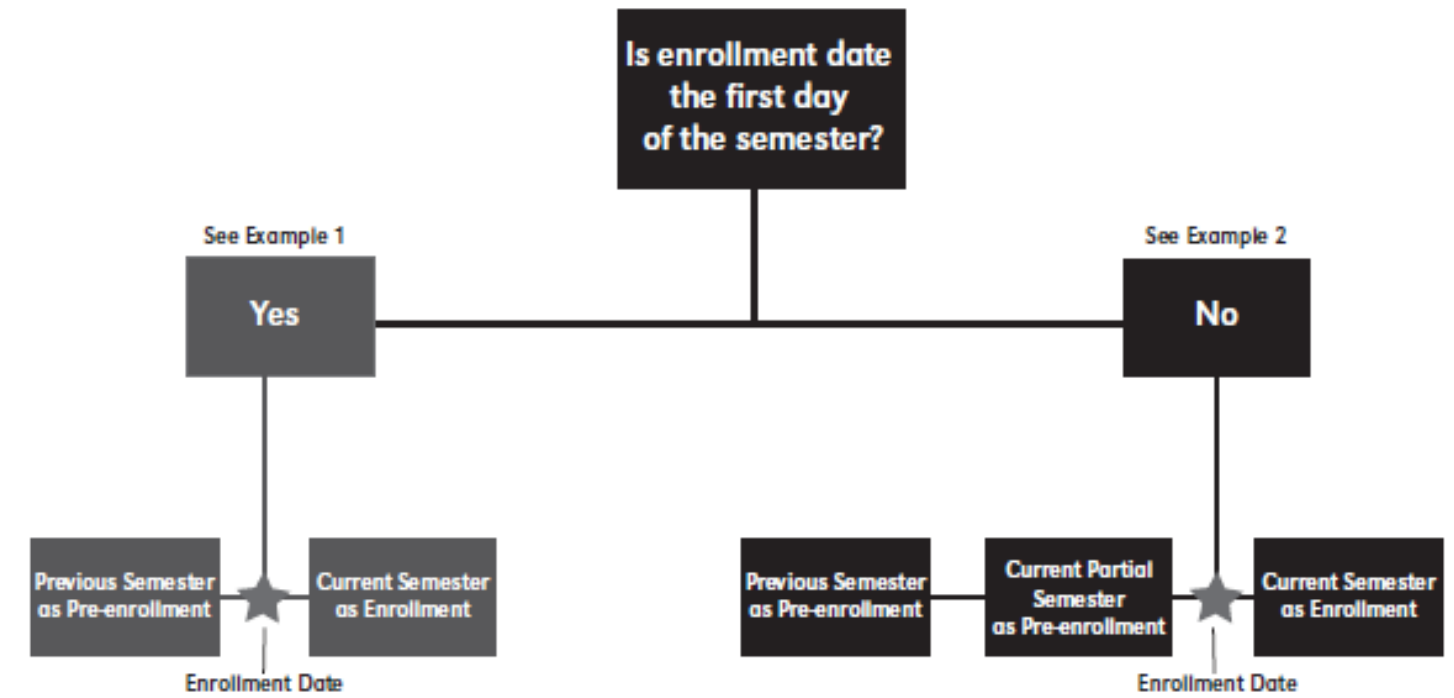 Is enrollment date
the first day
of the semester?
See Example 1
See Example 2
Yes
No
Previous Semester
as Pre-enrollment
Current Semester
as Enrollment
Previous Semester
as Pre-enrollment
Current Partial
Semester
as Pre-enrollment
Current Semester
as Enrollment
Enrollment Date
Enrollment Date